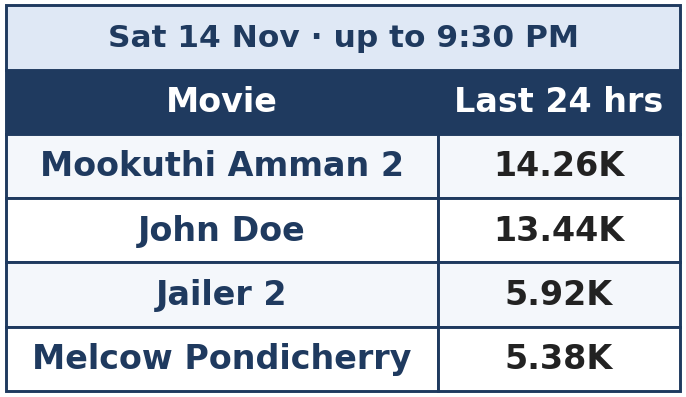 Sat 14 Nov · up to 9:30 PM
Movie Last 24 hrs
Mookuthi Amman 2 14.26K
John Doe 13.44K
Jailer 2 5.92K
Melcow Pondicherry 5.38K